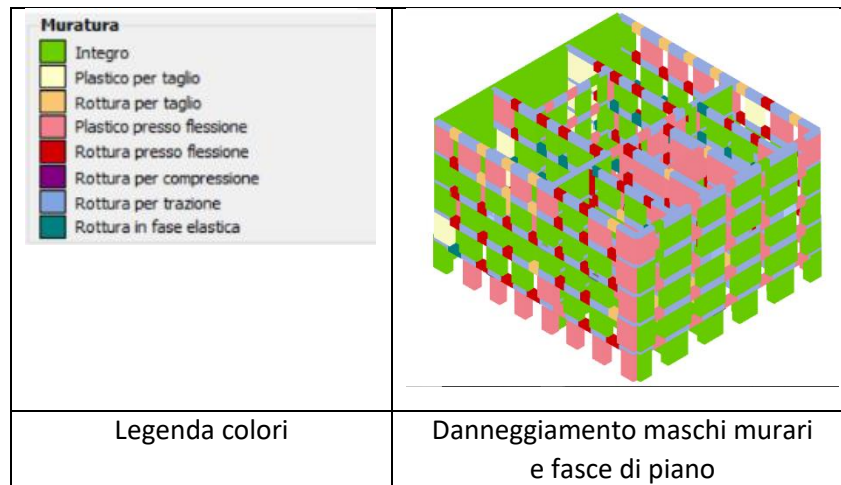 Muratura
Integro
Plastico per taglio
Rottura per taglio
Plastico presso flessione
Rottura presso flessione
Rottura per compressione
Rottura per trazione
Rottura in fase elastica
Legenda colori
Danneggiamento maschi murari
e fasce di piano